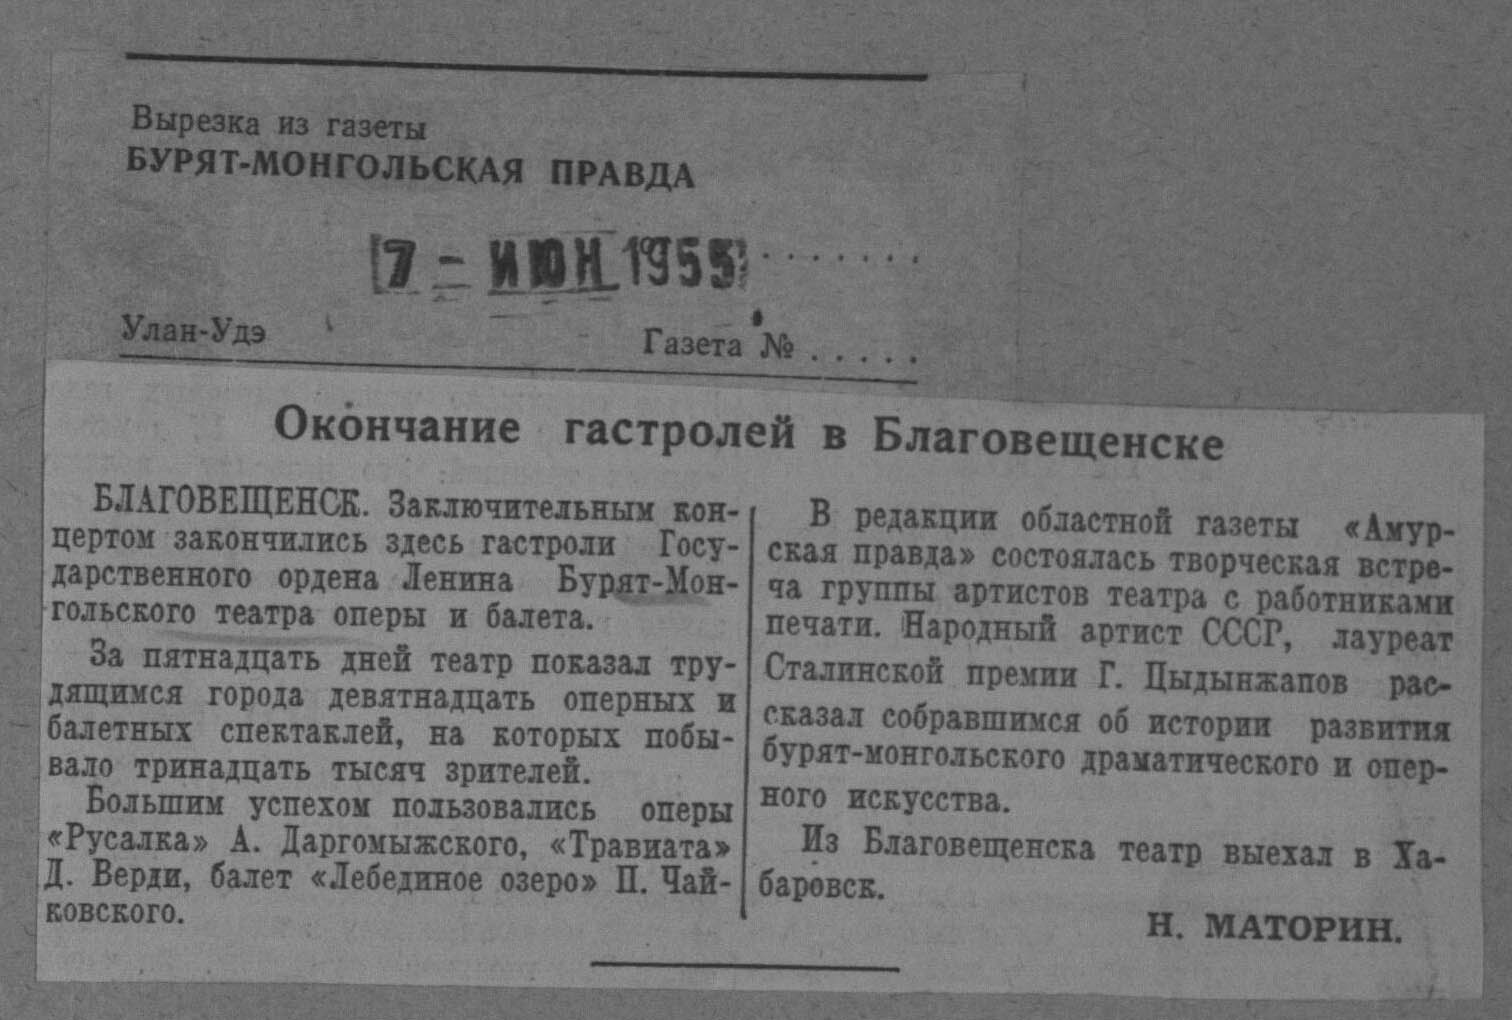 Вырезка из газеты
БУРЯТ-МОНГОЛЬСКАЯ ПРАВДА
7 - ИЮН 1955
Улан-Удэ Газета № . . . . .
Окончание гастролей в Благовещенске
БЛАГОВЕЩЕНСК. Заключительным кон-
цертом закончились здесь гастроли Госу-
дарственного ордена Ленина Бурят-Мон-
гольского театра оперы и балета.
За пятнадцать дней театр показал тру-
дящимся города девятнадцать оперных и
балетных спектаклей, на которых побы-
вало тринадцать тысяч зрителей.
Большим успехом пользовались оперы
«Русалка» А. Даргомыжского, «Травиата»
Д. Верди, балет «Лебединое озеро» П. Чай-
ковского.
В редакции областной газеты «Амур-
ская правда» состоялась творческая встре-
ча группы артистов театра с работниками
печати. Народный артист СССР, лауреат
Сталинской премии Г. Цыдынжапов рас-
сказал собравшимся об истории развития
бурят-монгольского драматического и опер-
ного искусства.
Из Благовещенска театр выехал в Ха-
баровск.
Н. МАТОРИН.